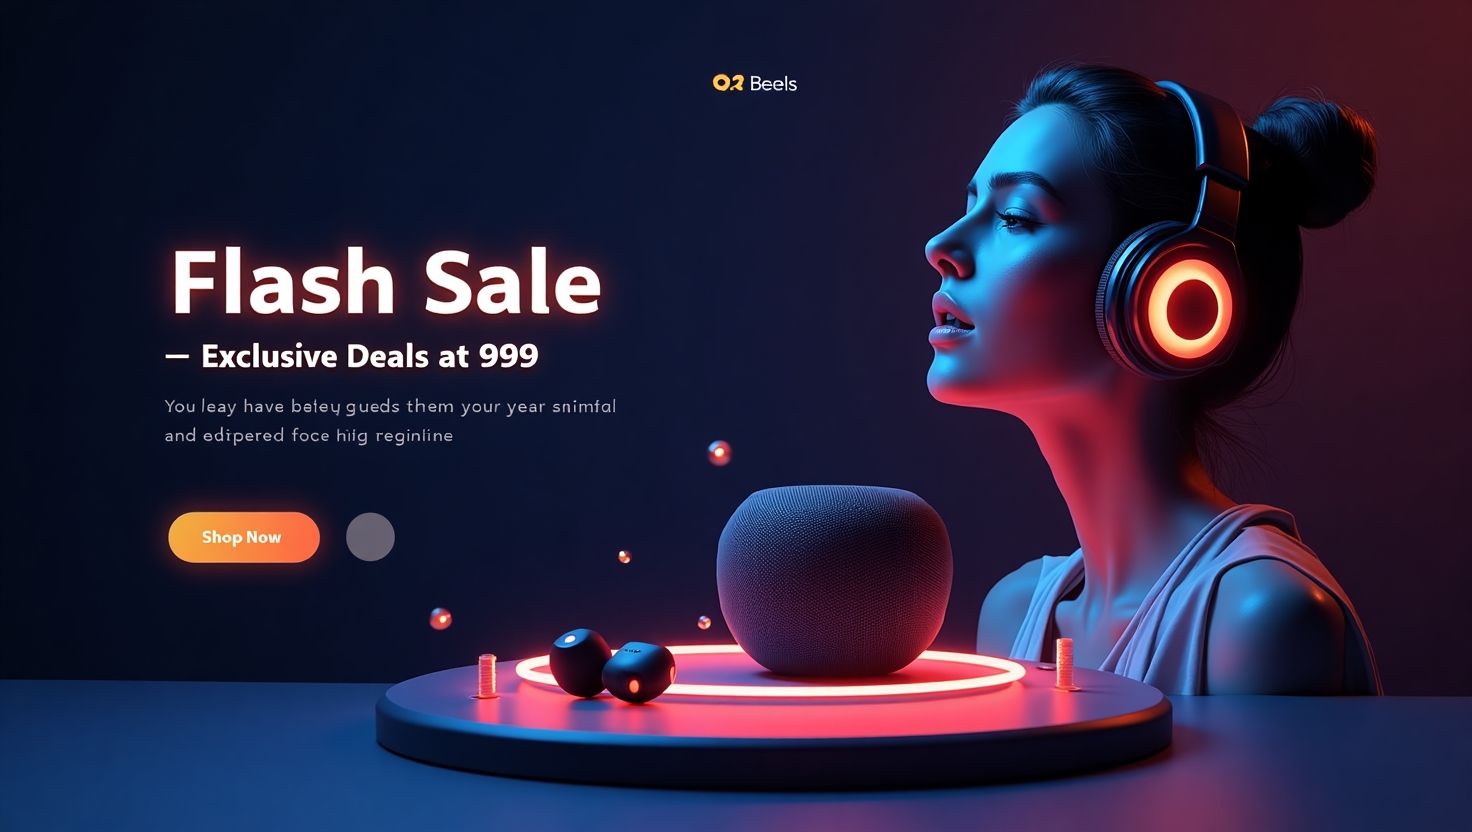 Beels
Flash Sale
— Exclusive Deals at 999
You leay have betey gueds them your year snimfal
and edipered foce hiig reginline
Shop Now